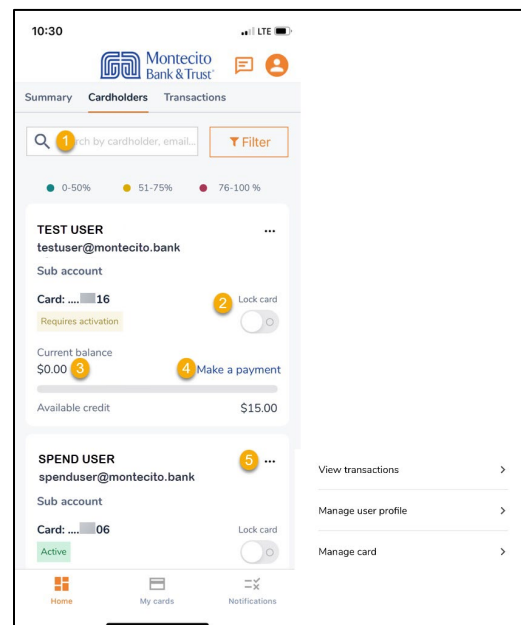 10:30
LTE
Montecito
Bank & Trust
Summary Cardholders Transactions
1 rch by cardholder, email... Filter
0-50% 51-75% 76-100 %
TEST USER ...
testuser@montecito.bank
Sub account
Card: .... 16 Lock card
2
Requires activation
Current balance
$0.00 3 4 Make a payment
Available credit $15.00
SPEND USER 5 ...
spenduser@montecito.bank
Sub account
Card: .... 06 Lock card
Active
Home My cards Notifications
View transactions
Manage user profile
Manage card